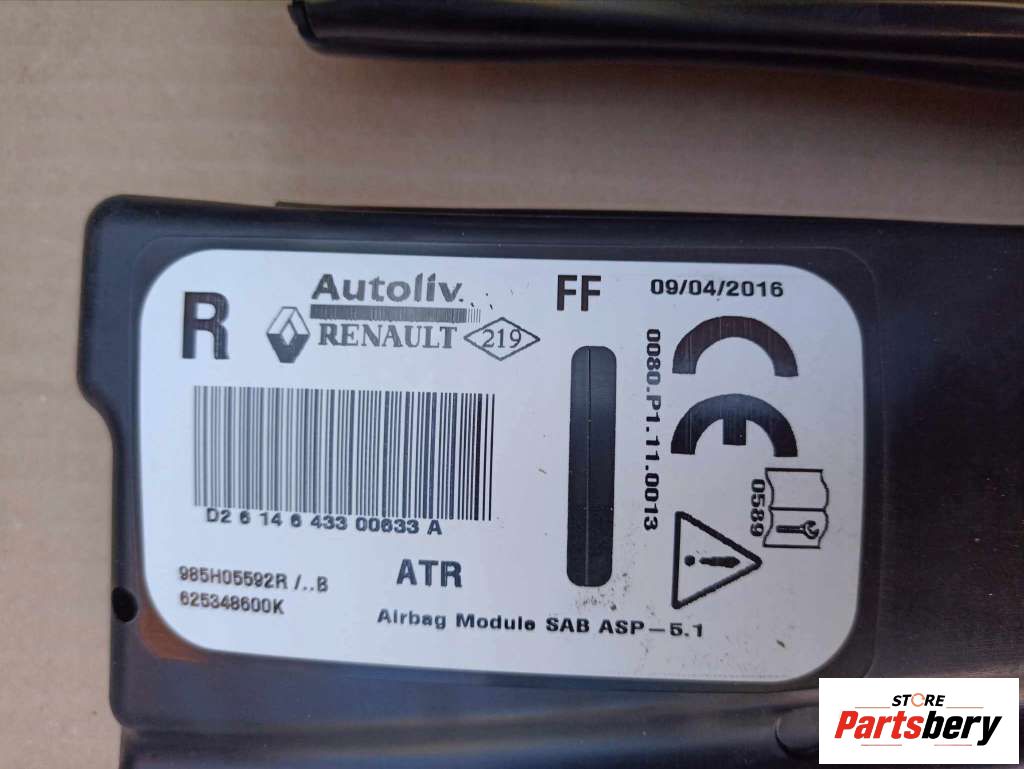 R
Autoliv.
RENAULT
219
FF
09/04/2016
0080.P1.11.0013
CE
0589
D2 6 14 6 433 00633 A
985H05592R /..B
625348600K
ATR
Airbag Module SAB ASP-5.1
STORE
Partsbery